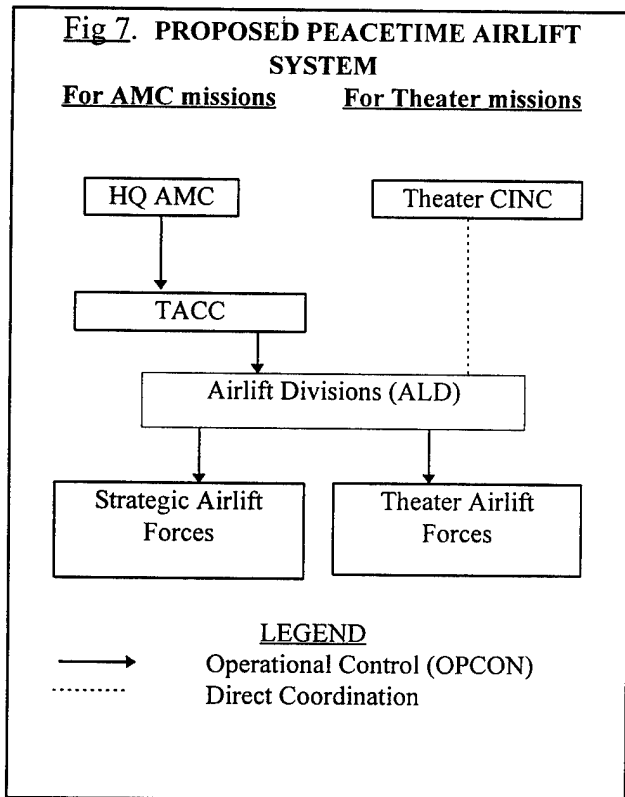 Fig 7. PROPOSED PEACETIME AIRLIFT
SYSTEM
For AMC missions For Theater missions
HQ AMC
Theater CINC
TACC
Airlift Divisions (ALD)
Strategic Airlift
Forces
Theater Airlift
Forces
LEGEND
Operational Control (OPCON)
Direct Coordination